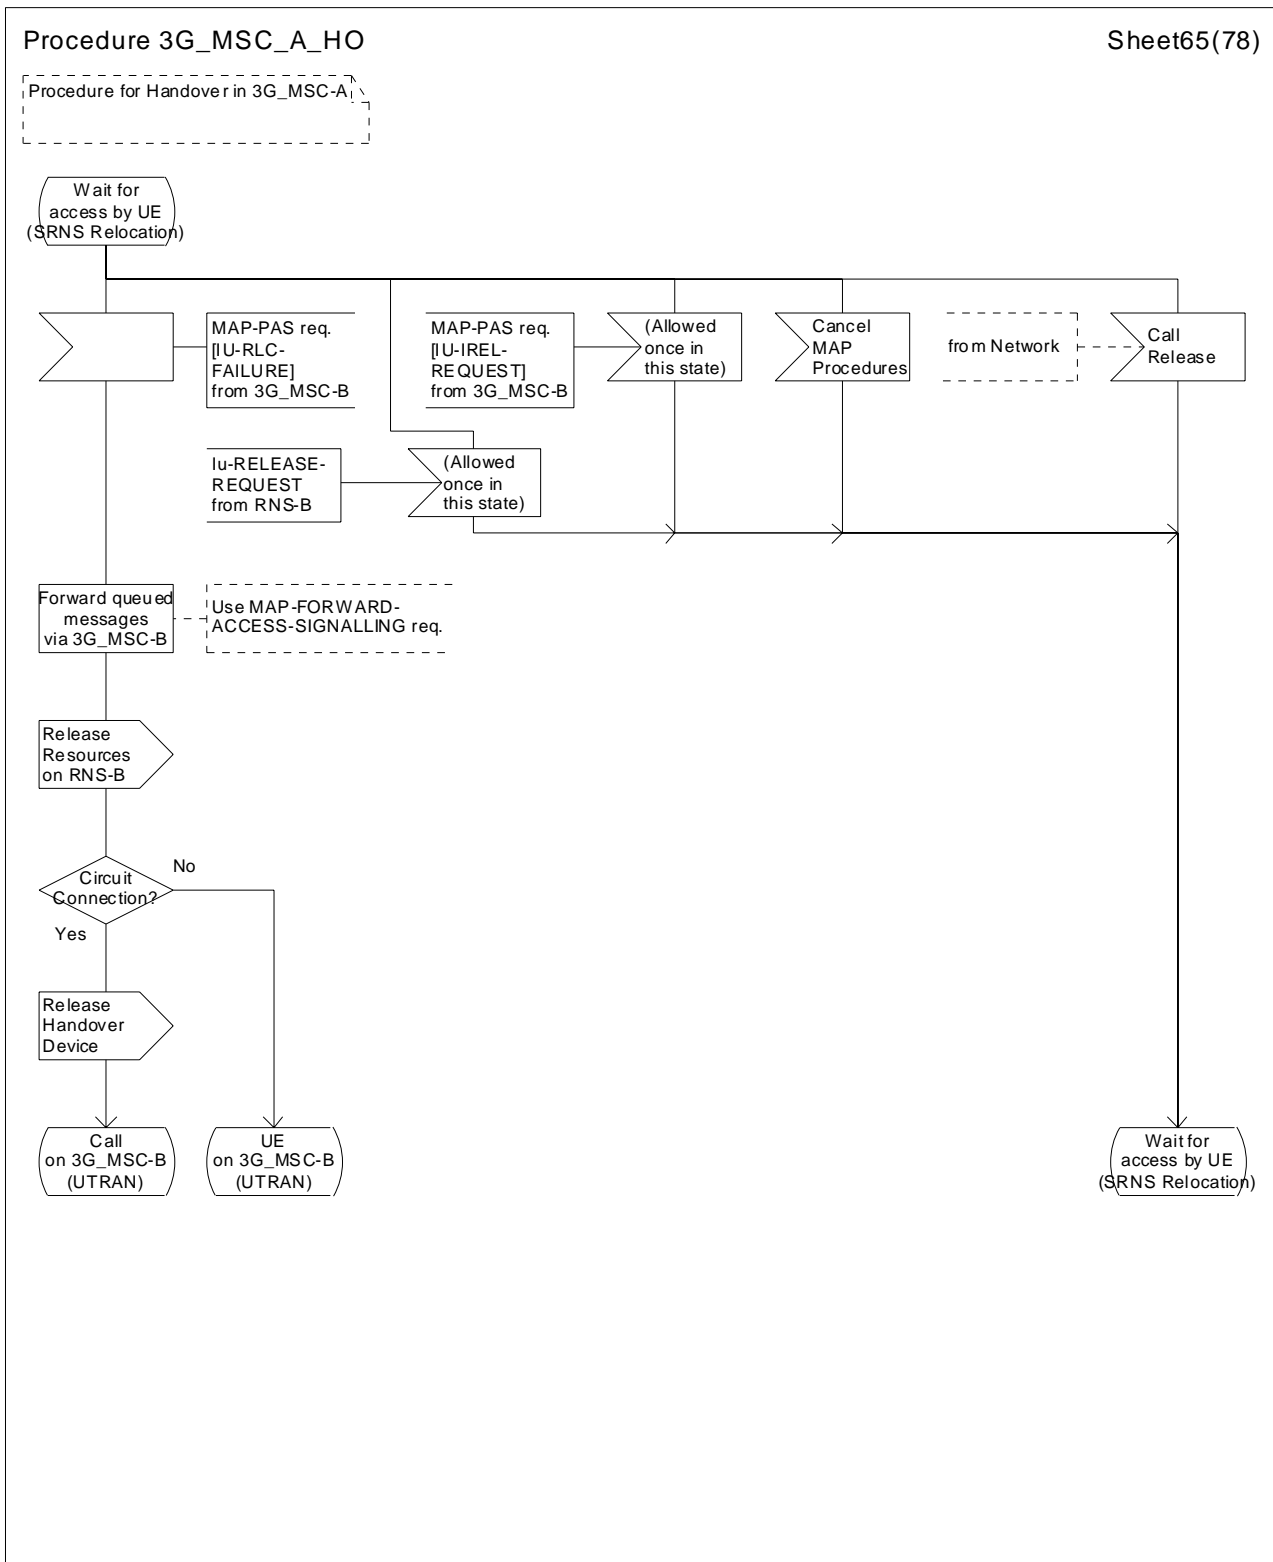 Procedure 3G_MSC_A_HO
Sheet65(78)
Procedure for Handover in 3G_MSC-A
Wait for
access by UE
(SRNS Relocation)
MAP-PAS req.
[IU-RLC-
FAILURE]
from 3G_MSC-B
MAP-PAS req.
[IU-IREL-
REQUEST]
from 3G_MSC-B
(Allowed
once in
this state)
Cancel
MAP
Procedures
from Network
Call
Release
Iu-RELEASE-
REQUEST
from RNS-B
(Allowed
once in
this state)
Forward queued
messages
via 3G_MSC-B
Use MAP-FORWARD-
ACCESS-SIGNALLING req.
Release
Resources
on RNS-B
Circuit
Connection?
No
Yes
Release
Handover
Device
Call
on 3G_MSC-B
(UTRAN)
UE
on 3G_MSC-B
(UTRAN)
Wait for
access by UE
(SRNS Relocation)